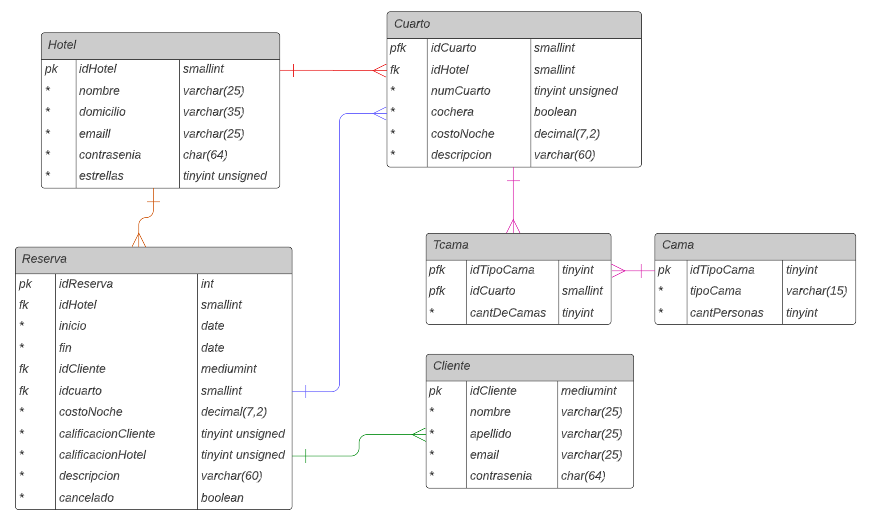 Hotel
pk idHotel smallint
* nombre varchar(25)
* domicilio varchar(35)
* emaill varchar(25)
* contrasenia char(64)
* estrellas tinyint unsigned
Cuarto
pfk idCuarto smallint
fk idHotel smallint
* numCuarto tinyint unsigned
* cochera boolean
* costoNoche decimal(7,2)
* descripcion varchar(60)
Reserva
pk idReserva int
fk idHotel smallint
* inicio date
* fin date
fk idCliente mediumint
fk idcuarto smallint
* costoNoche decimal(7,2)
* calificacionCliente tinyint unsigned
* calificacionHotel tinyint unsigned
* descripcion varchar(60)
* cancelado boolean
Tcama
pfk idTipoCama tinyint
pfk idCuarto smallint
* cantDeCamas tinyint
Cama
pk idTipoCama tinyint
* tipoCama varchar(15)
* cantPersonas tinyint
Cliente
pk idCliente mediumint
* nombre varchar(25)
* apellido varchar(25)
* email varchar(25)
* contrasenia char(64)